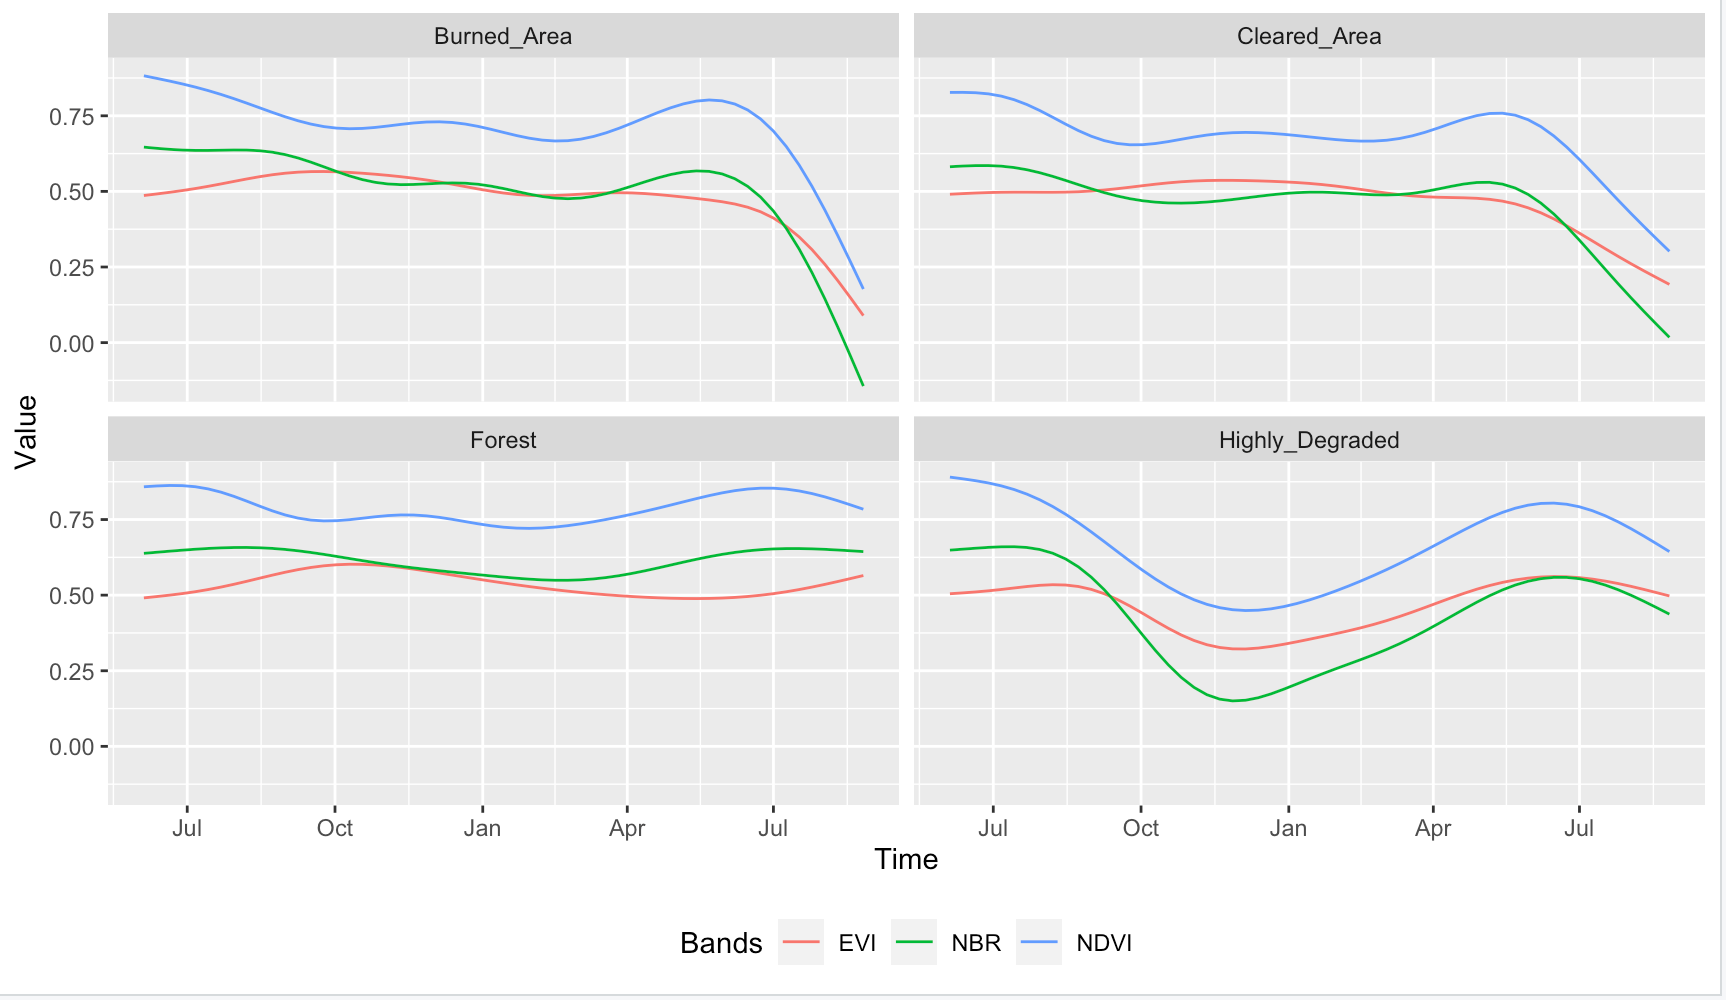 Burned_Area
Cleared_Area
0.75
0.50
0.25
0.00
Value
Forest
Highly_Degraded
0.75
0.50
0.25
0.00
Jul Oct Jan Apr Jul
Jul Oct Jan Apr Jul
Time
Bands EVI NBR NDVI